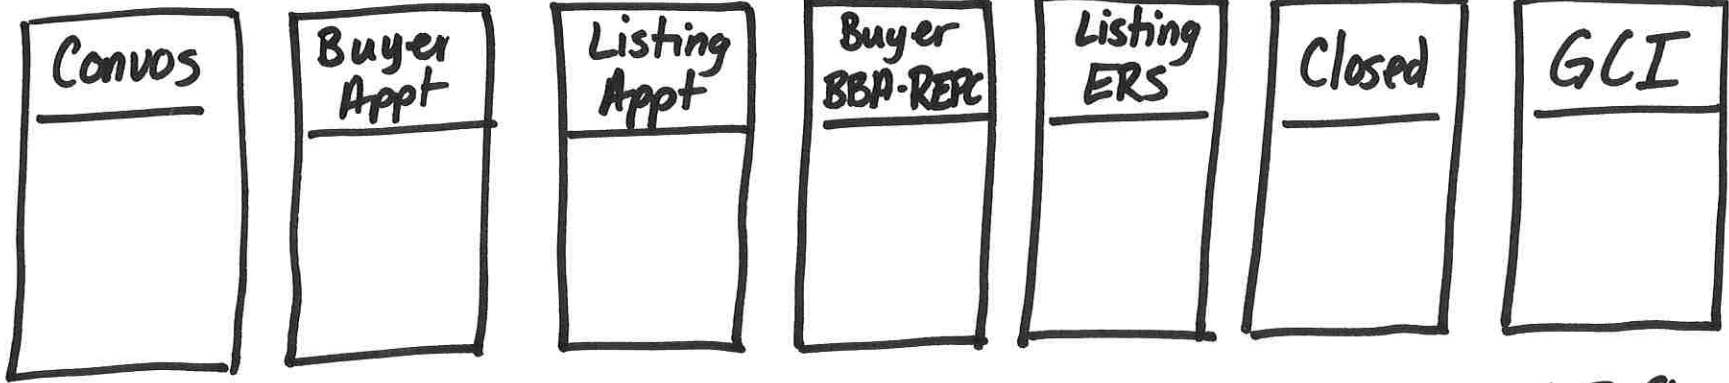 Convos
Buyer
Appt
Listing
Appt
Buyer
BBA-REPC
Listing
ERS
Closed
GCI